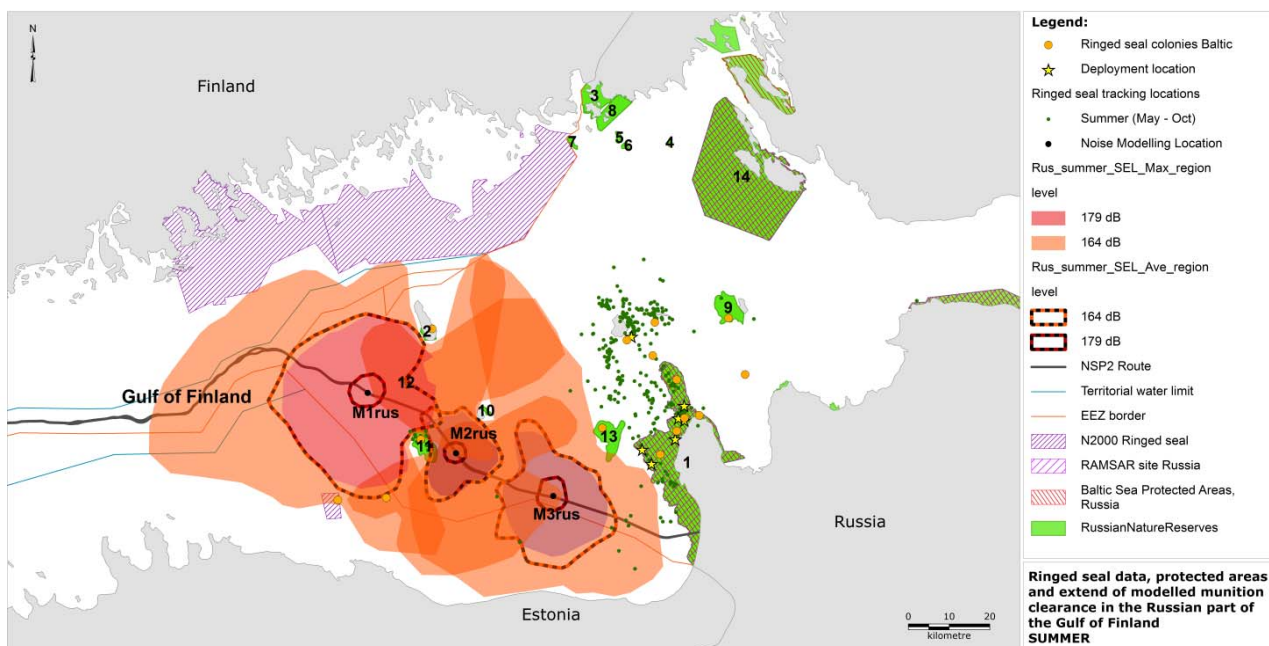 N
Finland
3
8
7
5
6
4
14
2
9
Gulf of Finland
12
M1rus
10
11
M2rus
13
1
M3rus
Russia
Estonia
0
10
20
kilometre
Legend:
Ringed seal colonies Baltic
Deployment location
Ringed seal tracking locations
Summer (May - Oct)
Noise Modelling Location
Rus_summer_SEL_Max_region
level
179 dB
164 dB
Rus_summer_SEL_Ave_region
level
164 dB
179 dB
NSP2 Route
Territorial water limit
EEZ border
N2000 Ringed seal
RAMSAR site Russia
Baltic Sea Protected Areas,
Russia
RussianNatureReserves
Ringed seal data, protected areas
and extend of modelled munition
clearance in the Russian part of
the Gulf of Finland
SUMMER